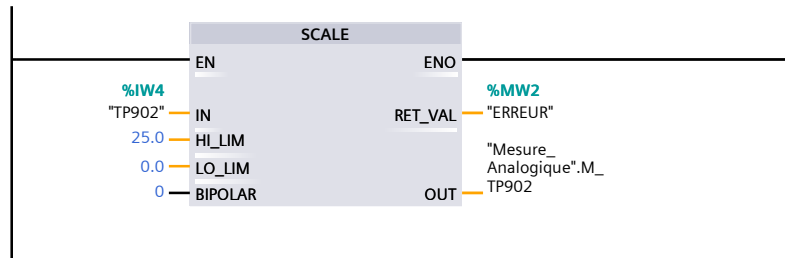 SCALE
EN ENO
%IW4 %MW2
"TP902" IN RET_VAL "ERREUR"
25.0 HI_LIM
0.0 LO_LIM
0 BIPOLAR OUT
"Mesure_
Analogique".M_
TP902